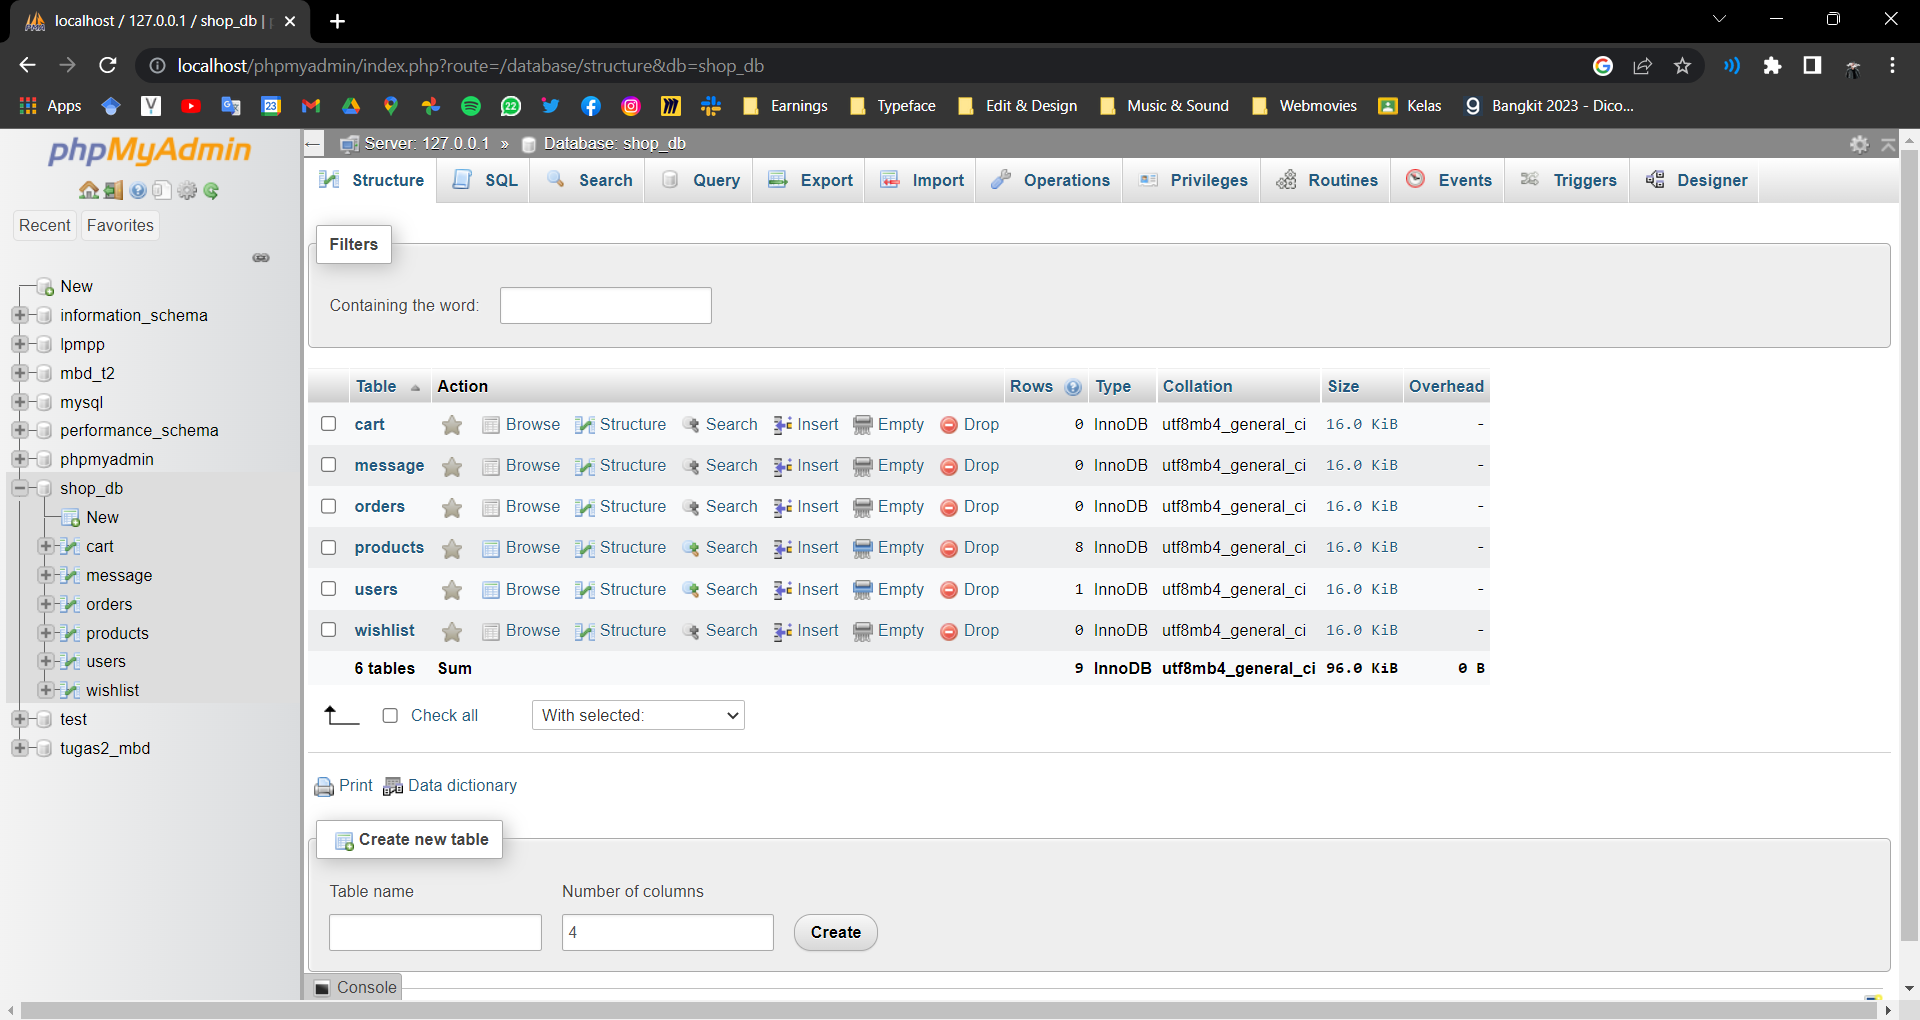 localhost / 127.0.0.1 / shop_db |
localhost/phpmyadmin/index.php?route=/database/structure&db=shop_db
Apps
23
22
Earnings
Typeface
Edit & Design
Music & Sound
Webmovies
Kelas
Bangkit 2023 - Dico...
phpMyAdmin
Recent
Favorites
New
information_schema
lpmpp
mbd_t2
mysql
performance_schema
phpmyadmin
shop_db
New
cart
message
orders
products
users
wishlist
test
tugas2_mbd
Server: 127.0.0.1 » Database: shop_db
Structure SQL Search Query Export Import Operations Privileges Routines Events Triggers Designer
Filters
Containing the word:
Table Action Rows Type Collation Size Overhead
cart Browse Structure Search Insert Empty Drop 0 InnoDB utf8mb4_general_ci 16.0 KiB -
message Browse Structure Search Insert Empty Drop 0 InnoDB utf8mb4_general_ci 16.0 KiB -
orders Browse Structure Search Insert Empty Drop 0 InnoDB utf8mb4_general_ci 16.0 KiB -
products Browse Structure Search Insert Empty Drop 8 InnoDB utf8mb4_general_ci 16.0 KiB -
users Browse Structure Search Insert Empty Drop 1 InnoDB utf8mb4_general_ci 16.0 KiB -
wishlist Browse Structure Search Insert Empty Drop 0 InnoDB utf8mb4_general_ci 16.0 KiB -
6 tables Sum 9 InnoDB utf8mb4_general_ci 96.0 KiB 0 B
Check all
With selected:
Print Data dictionary
Create new table
Table name
Number of columns
4
Create
Console